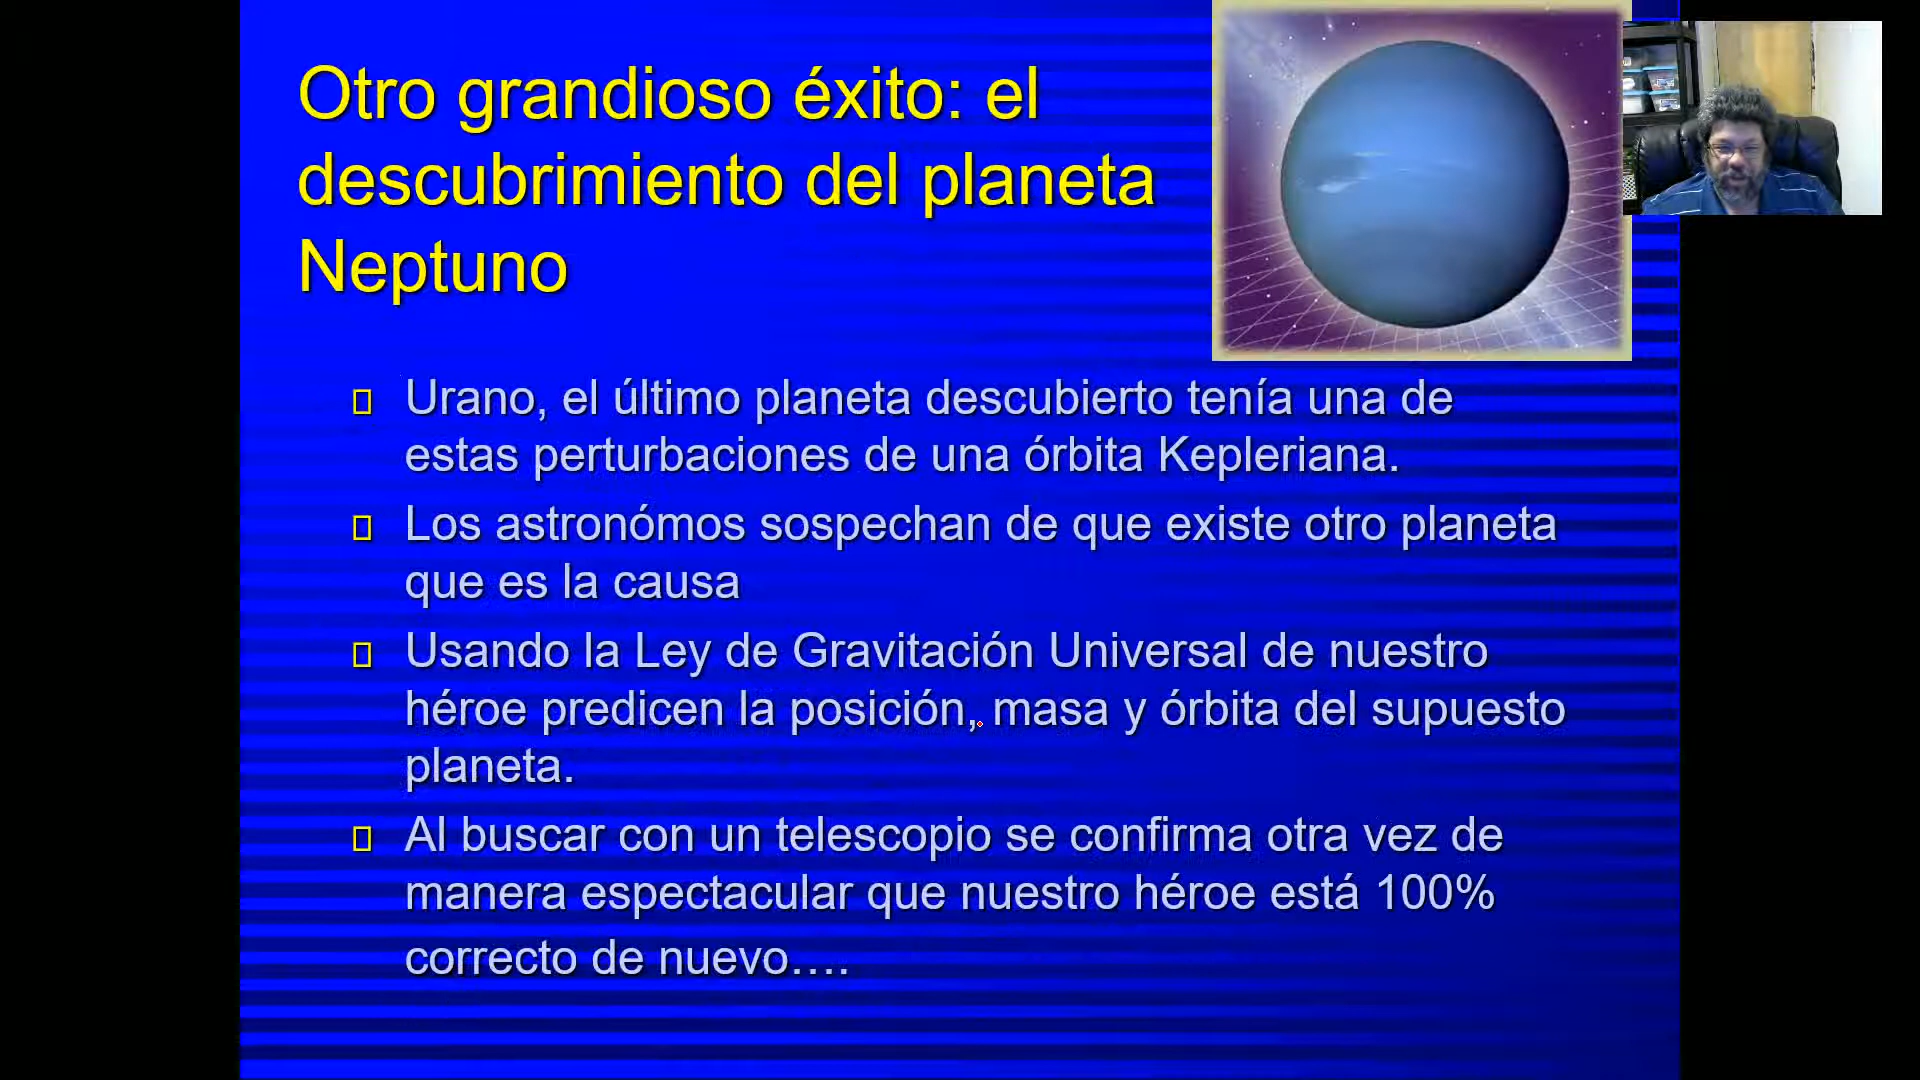 Otro grandioso éxito: el
descubrimiento del planeta
Neptuno
Urano, el último planeta descubierto tenía una de
estas perturbaciones de una órbita Kepleriana.
Los astronómos sospechan de que existe otro planeta
que es la causa
Usando la Ley de Gravitación Universal de nuestro
héroe predicen la posición, masa y órbita del supuesto
planeta.
Al buscar con un telescopio se confirma otra vez de
manera espectacular que nuestro héroe está 100%
correcto de nuevo….